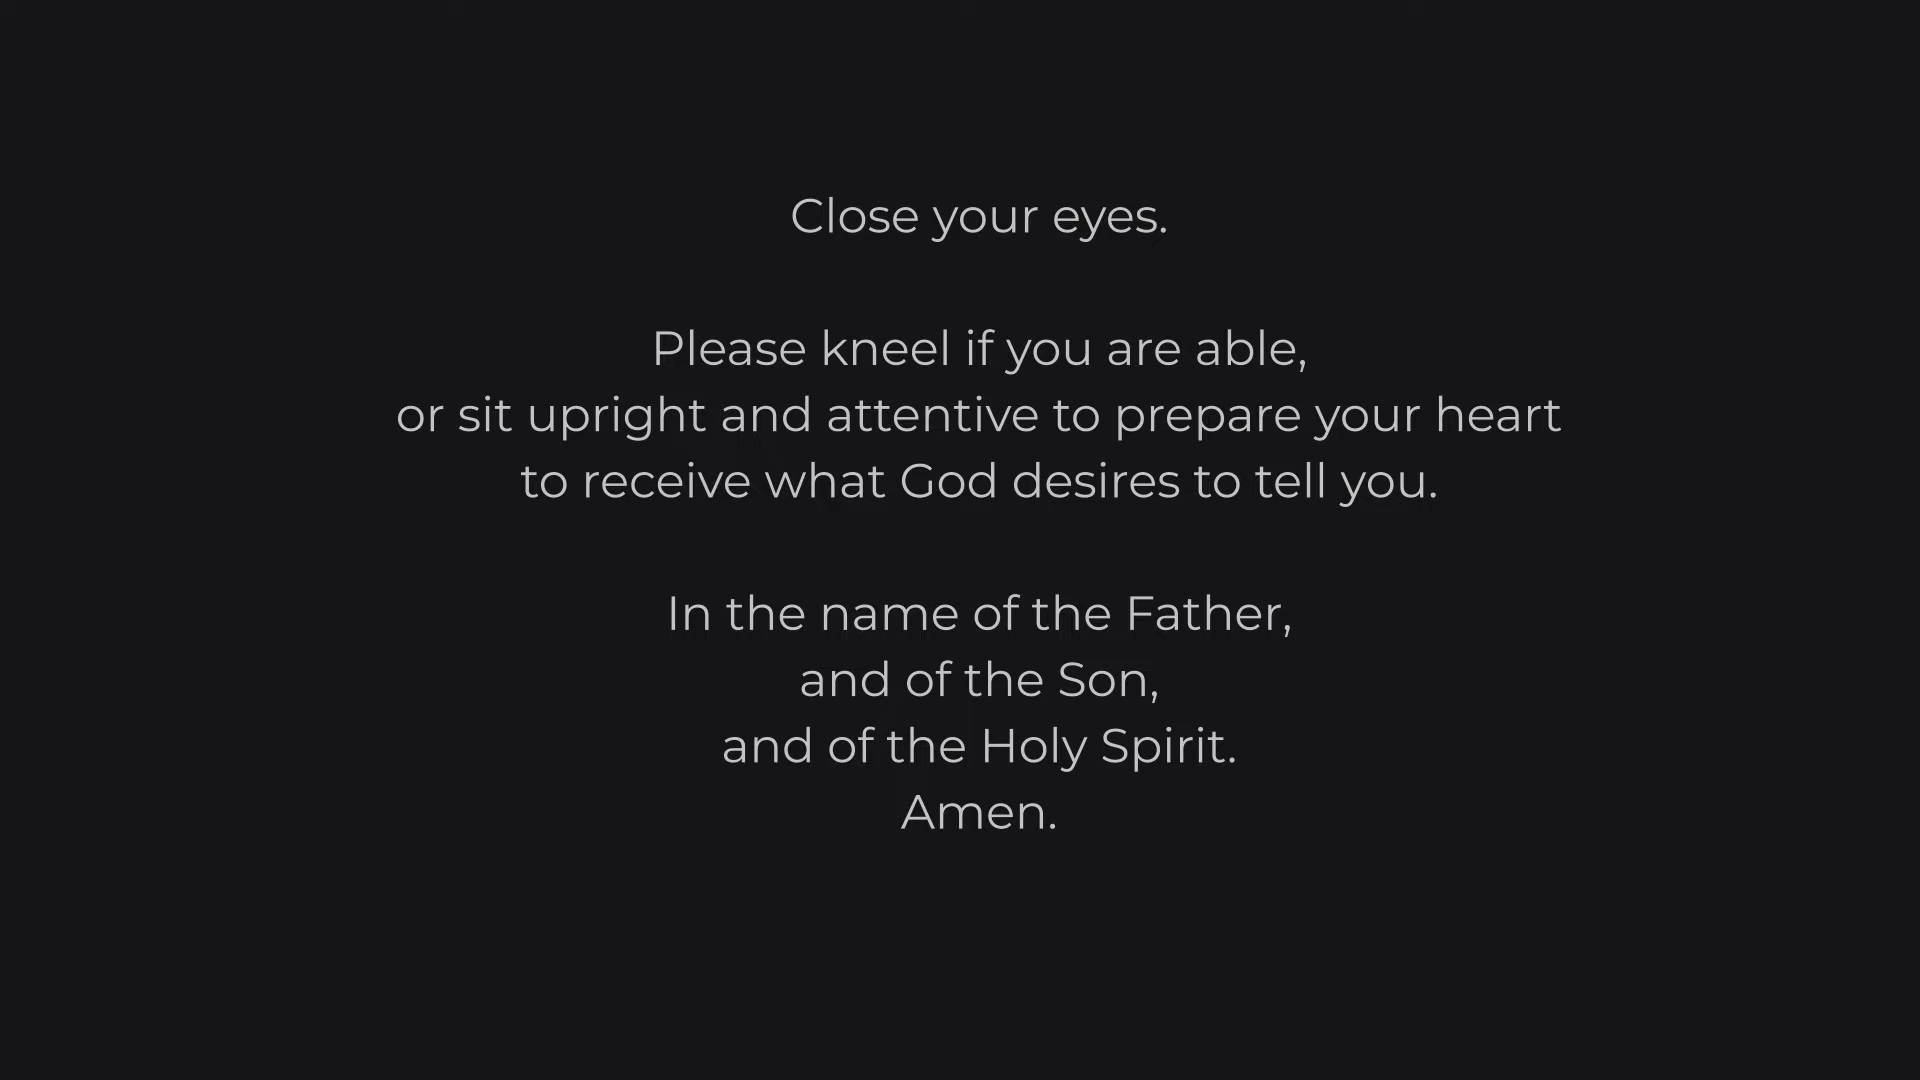 Close your eyes.
Please kneel if you are able,
or sit upright and attentive to prepare your heart
to receive what God desires to tell you.
In the name of the Father,
and of the Son,
and of the Holy Spirit.
Amen.